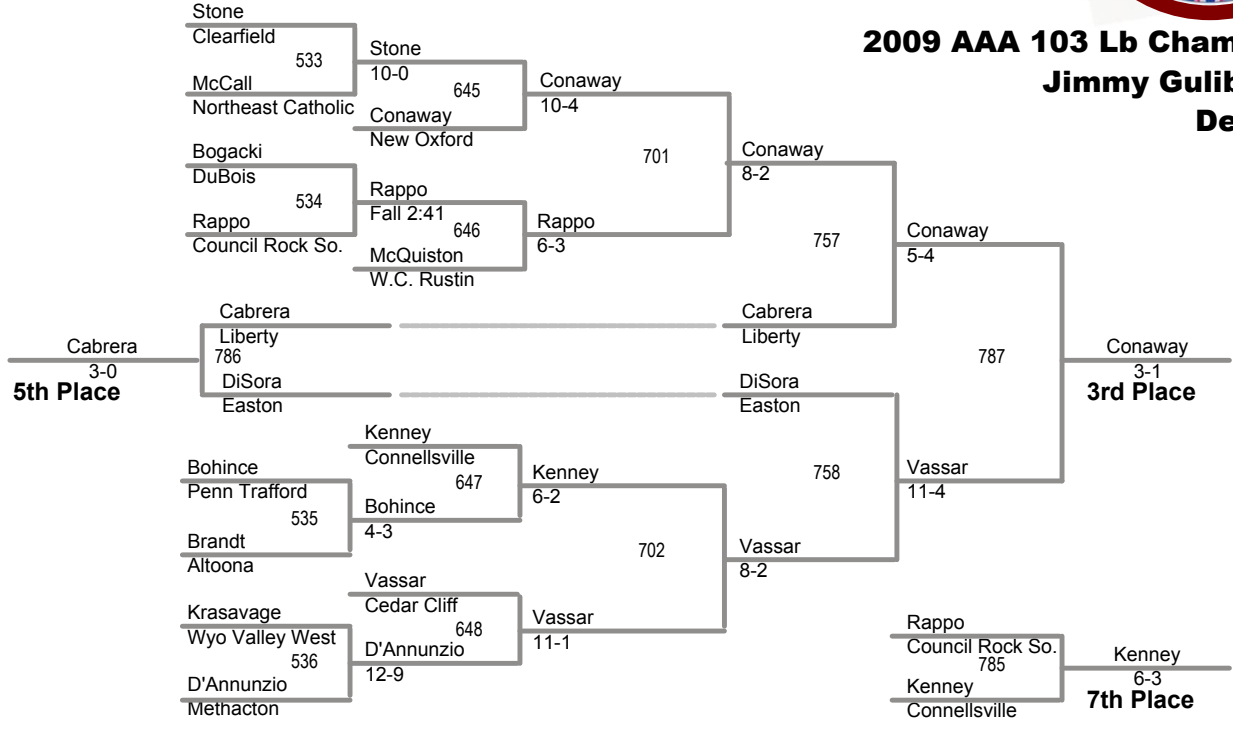 2009 AAA 103 Lb Cham
Jimmy Gulib
De
Stone
Clearfield
533
McCall
Northeast Catholic
Stone
10-0
645
Conaway
New Oxford
Conaway
10-4
Bogacki
DuBois
534
Rappo
Council Rock So.
Rappo
Fall 2:41
646
McQuiston
W.C. Rustin
Rappo
6-3
701
Conaway
8-2
757
Cabrera
Liberty
Conaway
5-4
Cabrera
Liberty
786
DiSora
Easton
Cabrera
3-0
5th Place
DiSora
Easton
787
Conaway
3-1
3rd Place
Kenney
Connellsville
647
Bohince
Penn Trafford
535
Brandt
Altoona
Bohince
4-3
Kenney
6-2
702
Vassar
8-2
758
Vassar
11-4
Vassar
Cedar Cliff
648
Krasavage
Wyo Valley West
536
D'Annunzio
Methacton
D'Annunzio
12-9
Vassar
11-1
Rappo
Council Rock So.
785
Kenney
Connellsville
Kenney
6-3
7th Place